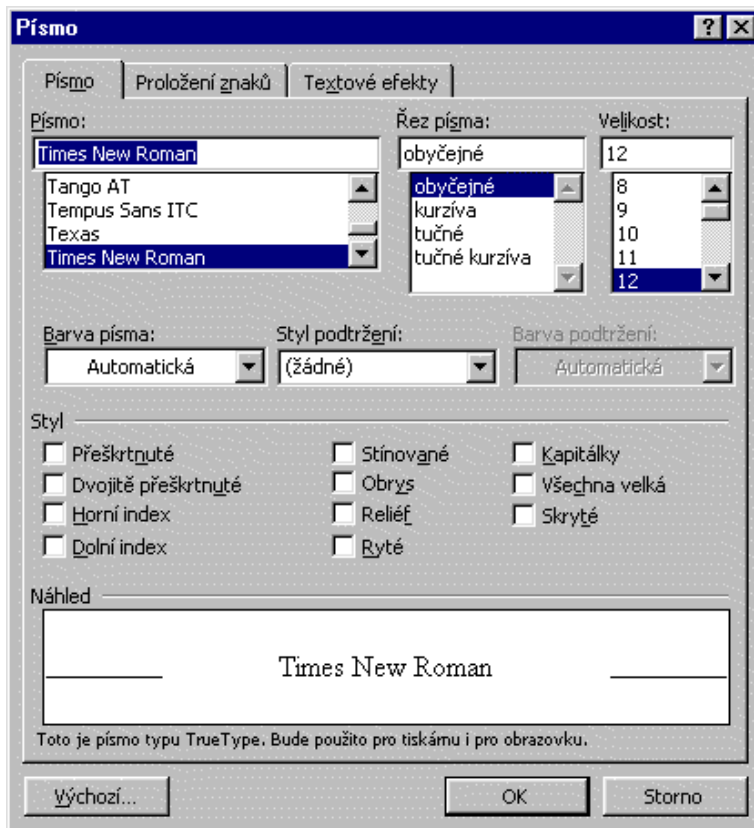 Písmo
Písmo Proložení znaků Textové efekty
Písmo: Řez písma: Velikost:
Times New Roman obyčejné 12
Tango AT obyčejné 8
Tempus Sans ITC kurzíva 9
Texas tučné 10
Times New Roman tučné kurzíva 11
12
Barva písma: Styl podtržení: Barva podtržení:
Automatická (žádné) Automatická
Styl
Přeškrtnuté Stínované Kapitálky
Dvojitě přeškrtnuté Obrys Všechna velká
Horní index Reliéf Skryté
Dolní index Ryté
Náhled
Times New Roman
Toto je písmo typu TrueType. Bude použito pro tiskárnu i pro obrazovku.
Výchozí... OK Storno